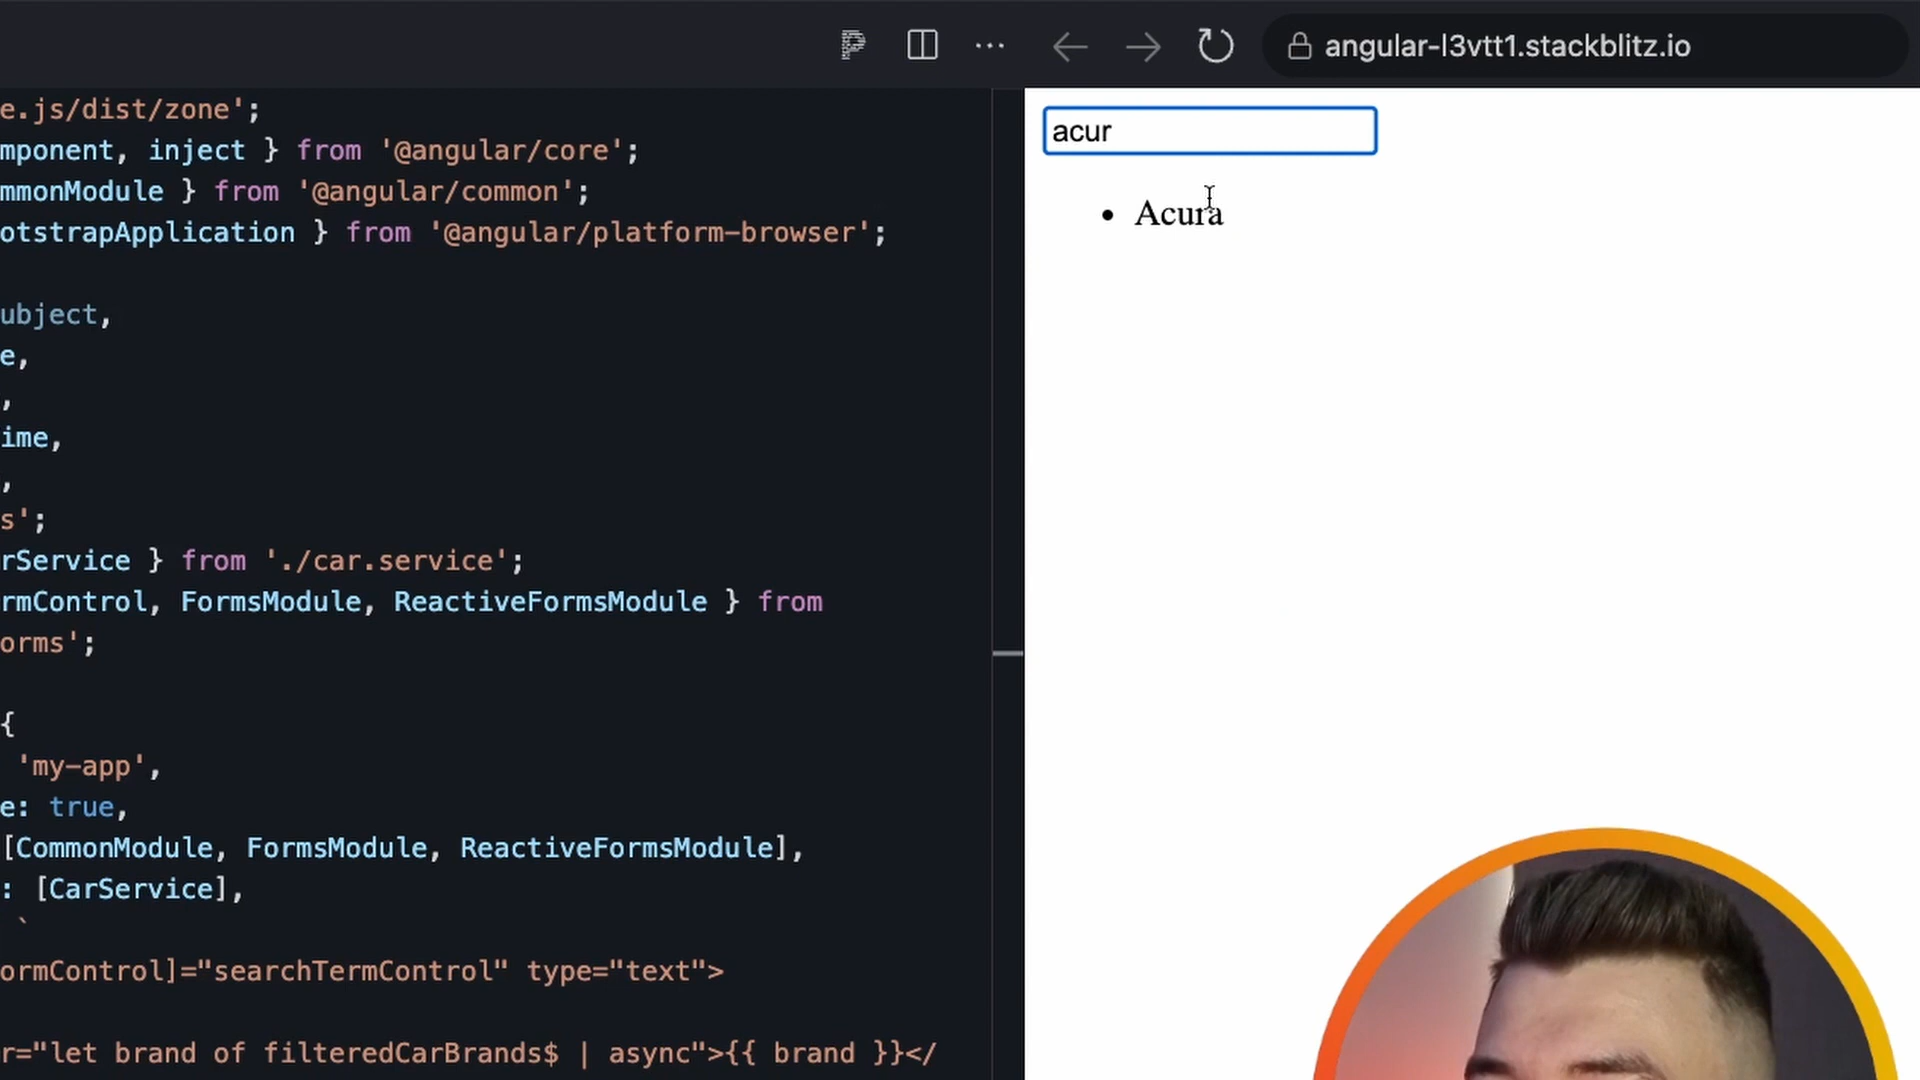 angular-l3vtt1.stackblitz.io
e.js/dist/zone';
mponent, inject } from '@angular/core';
mmonModule } from '@angular/common';
otstrapApplication } from '@angular/platform-browser';
ubject,
e,
,
ime,
,
s';
rService } from './car.service';
rmControl, FormsModule, ReactiveFormsModule } from
orms';
{
'my-app',
e: true,
[CommonModule, FormsModule, ReactiveFormsModule],
: [CarService],
`
ormControl]="searchTermControl" type="text">
r="let brand of filteredCarBrands$ | async">{{ brand }}</
acur
• Acura